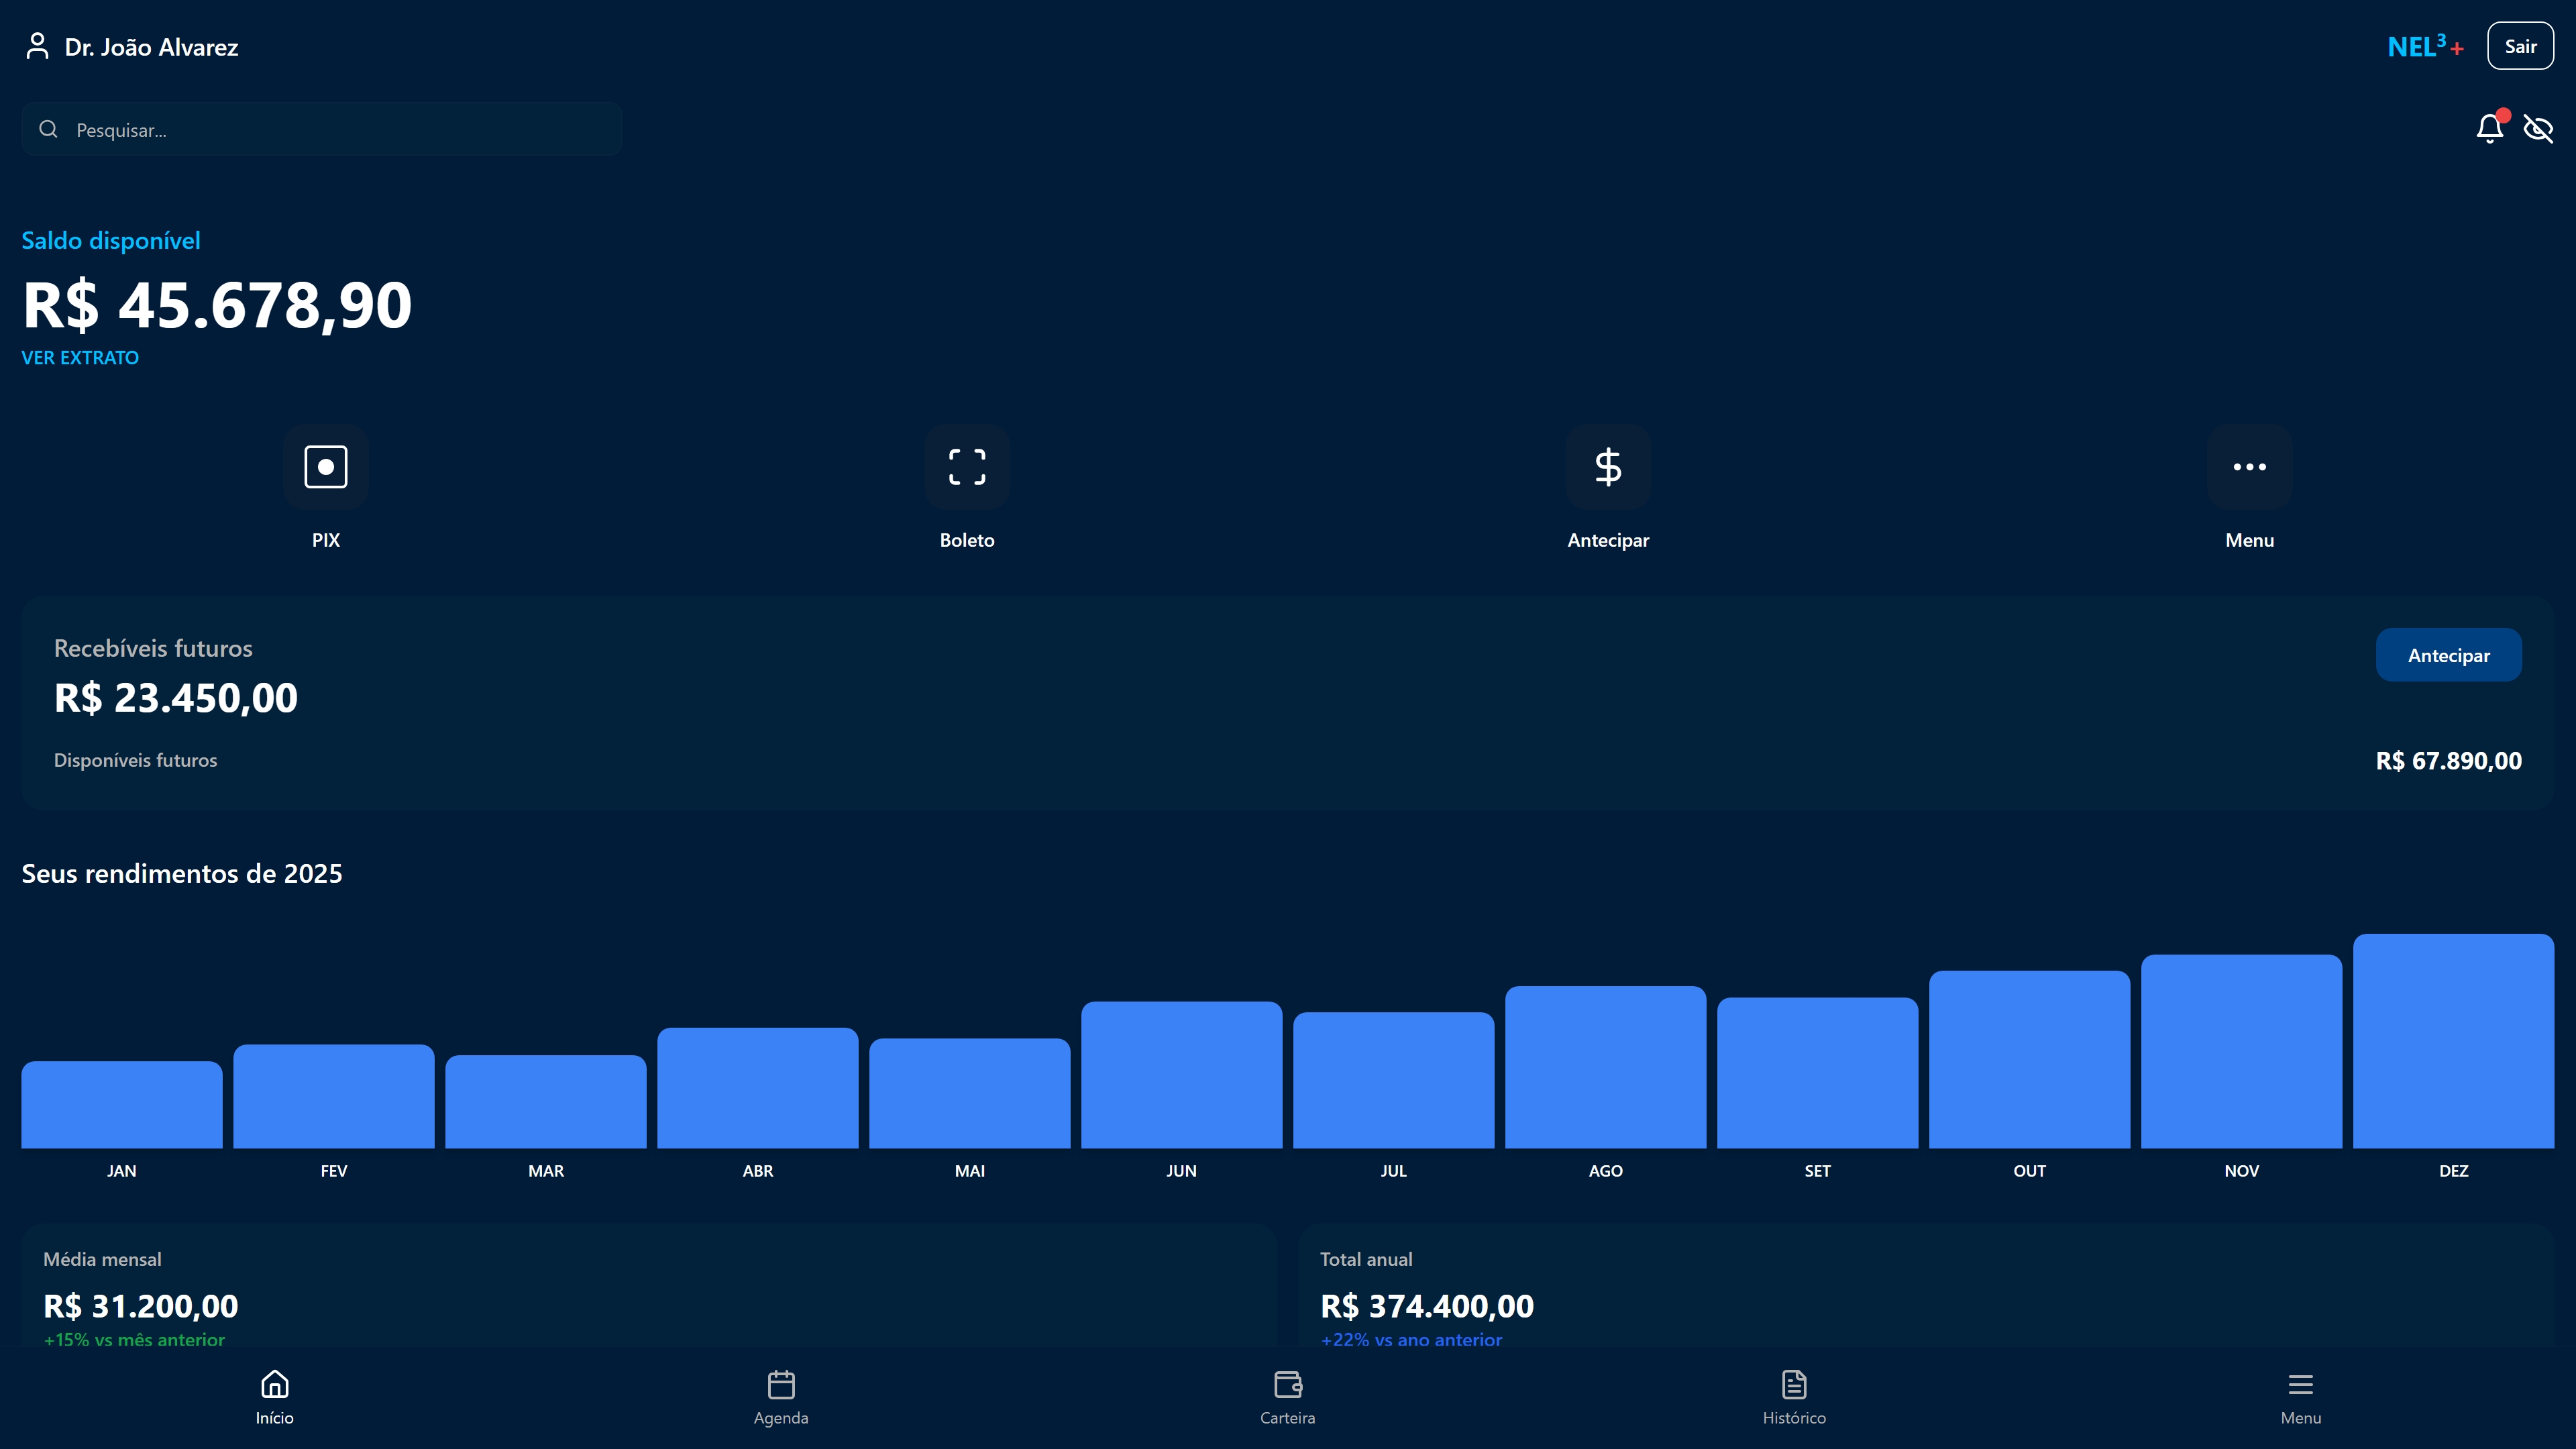 Dr. João Alvarez
NEL³+
Sair
Pesquisar...
Saldo disponível
R$ 45.678,90
VER EXTRATO
PIX
Boleto
Antecipar
Menu
Recebíveis futuros
Antecipar
R$ 23.450,00
Disponíveis futuros
R$ 67.890,00
Seus rendimentos de 2025
JAN
FEV
MAR
ABR
MAI
JUN
JUL
AGO
SET
OUT
NOV
DEZ
Média mensal
R$ 31.200,00
+15% vs mês anterior
Total anual
R$ 374.400,00
+22% vs ano anterior
Início
Agenda
Carteira
Histórico
Menu